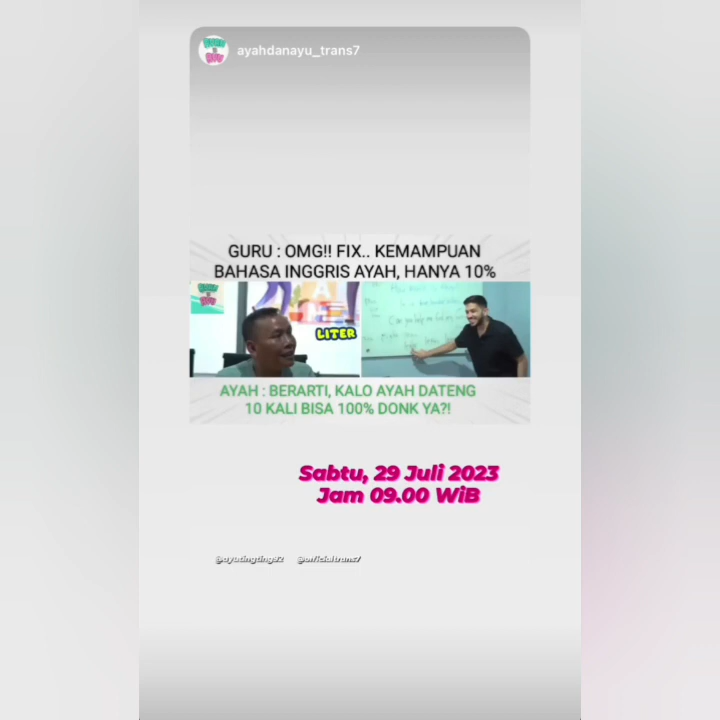 ayahdanayu_trans7
GURU : OMG!! FIX.. KEMAMPUAN
BAHASA INGGRIS AYAH, HANYA 10%
LITER
AYAH : BERARTI, KALO AYAH DATENG
10 KALI BISA 100% DONK YA?!
Sabtu, 29 Juli 2023
Jam 09.00 WiB
@ayutingting92 @officialtrans7